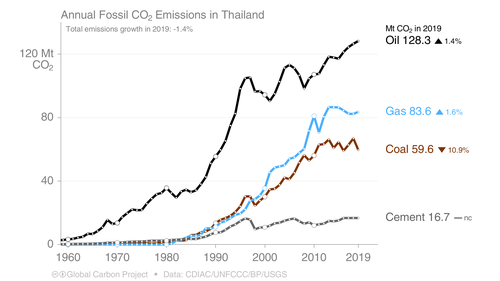 Annual Fossil CO₂ Emissions in Thailand
Total emissions growth in 2019: -1.4%
Mt CO₂ in 2019
Oil 128.3 ▲ 1.4%
120 Mt
CO₂
Gas 83.6 ▲ 1.6%
80
Coal 59.6 ▼ 10.9%
40
Cement 16.7 — nc
0
1960 1970 1980 1990 2000 2010 2019
Global Carbon Project • Data: CDIAC/UNFCCC/BP/USGS